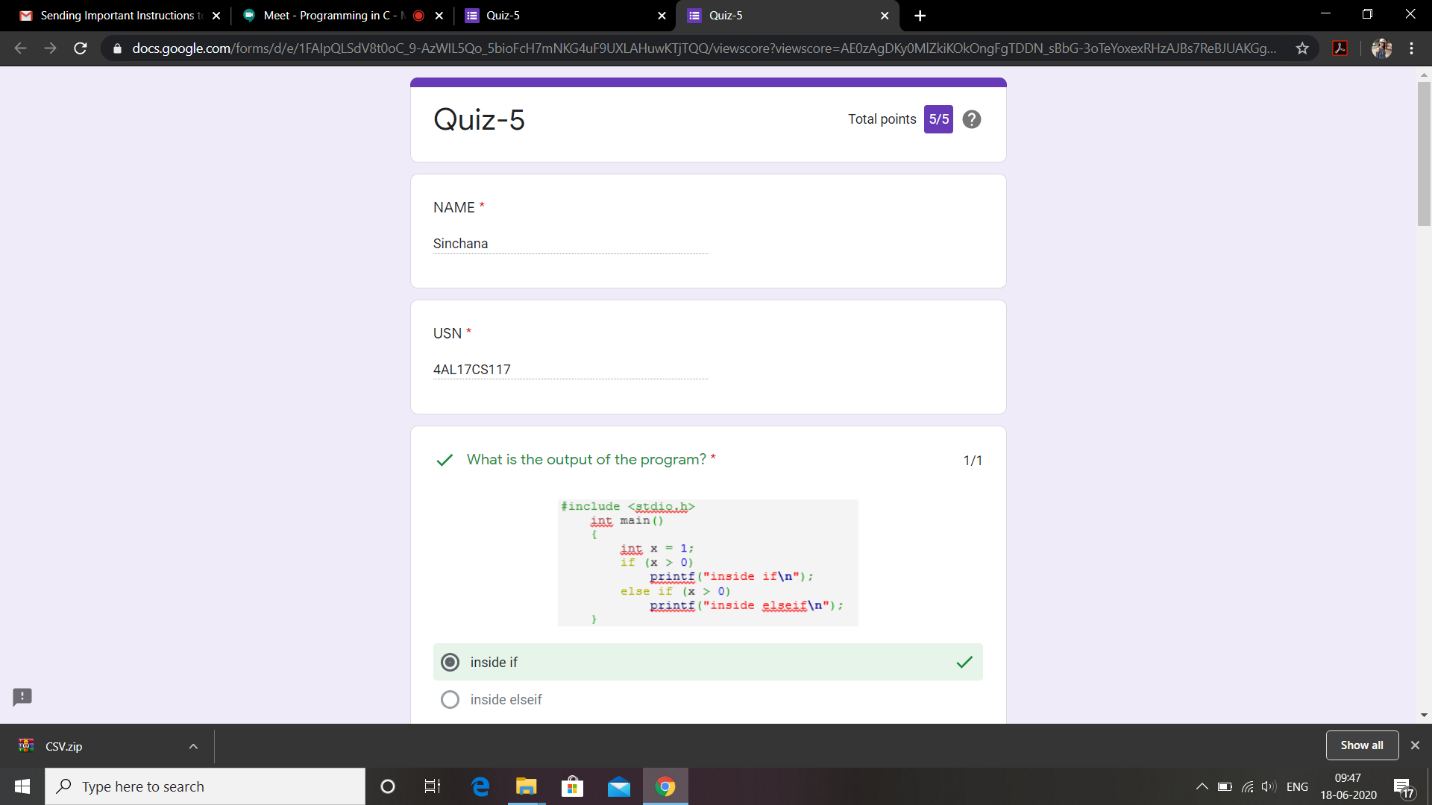 Sending Important Instructions t
Meet - Programming in C -
Quiz-5
Quiz-5
docs.google.com/forms/d/e/1FAIpQLSdV8t0oC_9-AzWIL5Qo_5bioFcH7mNKG4uF9UXLAHuwKTjTQQ/viewscore?viewscore=AE0zAgDKy0MlZkiKOkOngFgTDDN_sBbG-3oTeYoxexRHzAJBs7ReBJUAKGg...
Quiz-5
Total points 5/5
NAME *
Sinchana
USN *
4AL17CS117
What is the output of the program? *
1/1
#include <stdio.h>
int main()
{
int x = 1;
if (x > 0)
printf("inside if\n");
else if (x > 0)
printf("inside elseif\n");
}
inside if
inside elseif
CSV.zip
Show all
Type here to search
ENG
09:47
18-06-2020
17